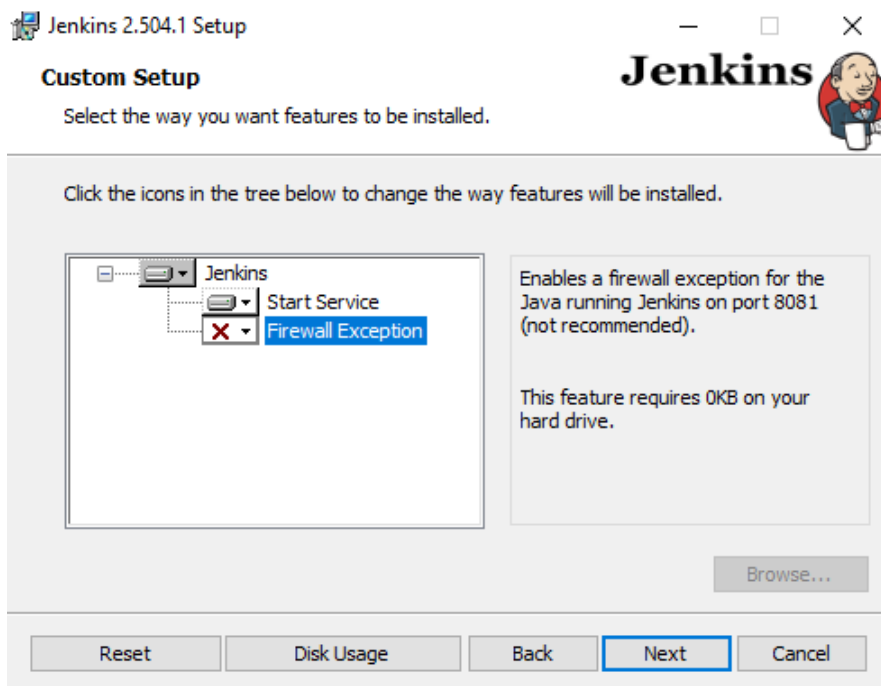 Jenkins 2.504.1 Setup
Custom Setup
Jenkins
Select the way you want features to be installed.
Click the icons in the tree below to change the way features will be installed.
Jenkins
Start Service
Firewall Exception
Enables a firewall exception for the
Java running Jenkins on port 8081
(not recommended).
This feature requires 0KB on your
hard drive.
Browse...
Reset
Disk Usage
Back
Next
Cancel